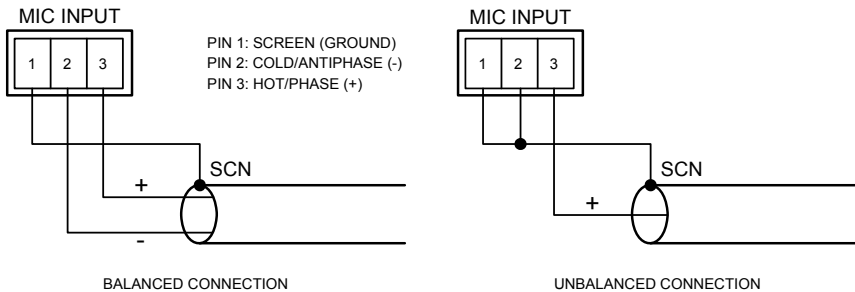 MIC INPUT
1 2 3
PIN 1: SCREEN (GROUND)
PIN 2: COLD/ANTIPHASE (-)
PIN 3: HOT/PHASE (+)
SCN
+
-
BALANCED CONNECTION
MIC INPUT
1 2 3
SCN
+
UNBALANCED CONNECTION